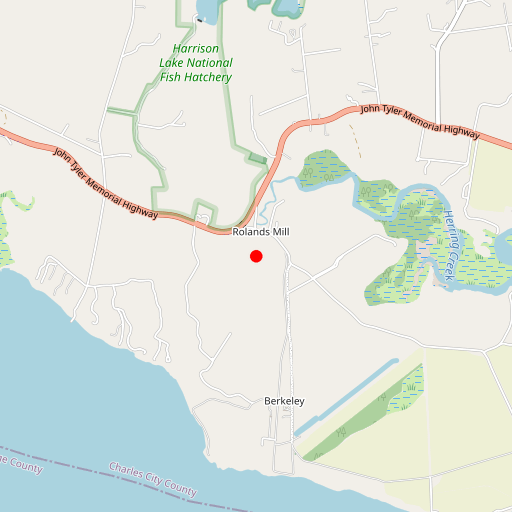 Harrison
Lake National
Fish Hatchery
John Tyler Memorial Highway
John Tyler Memorial Highway
Rolands Mill
Herring Creek
Berkeley
Charles City County
ge County